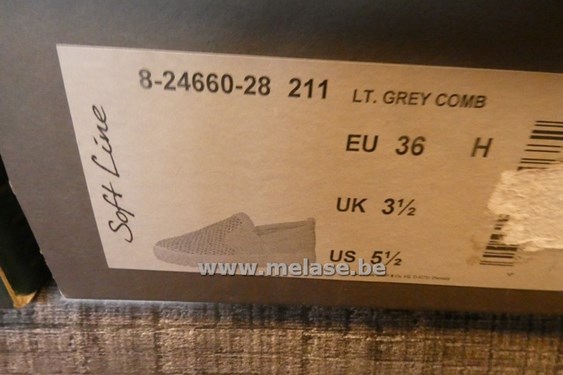 8-24660-28 211 LT. GREY COMB
EU 36 H
UK 3½
US 5½
Soft Line
www.melase.be